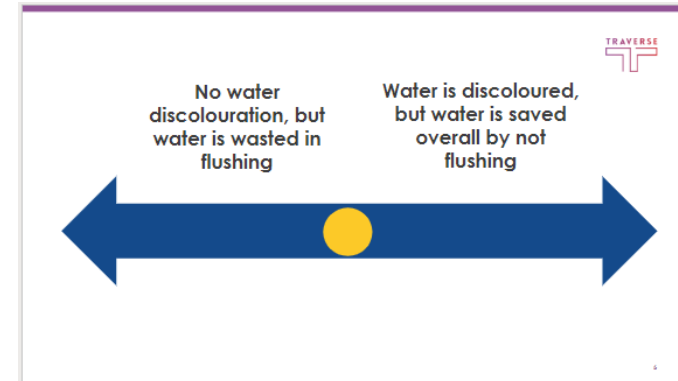 TRAVERSE
No water
discolouration, but
water is wasted in
flushing
Water is discoloured,
but water is saved
overall by not
flushing